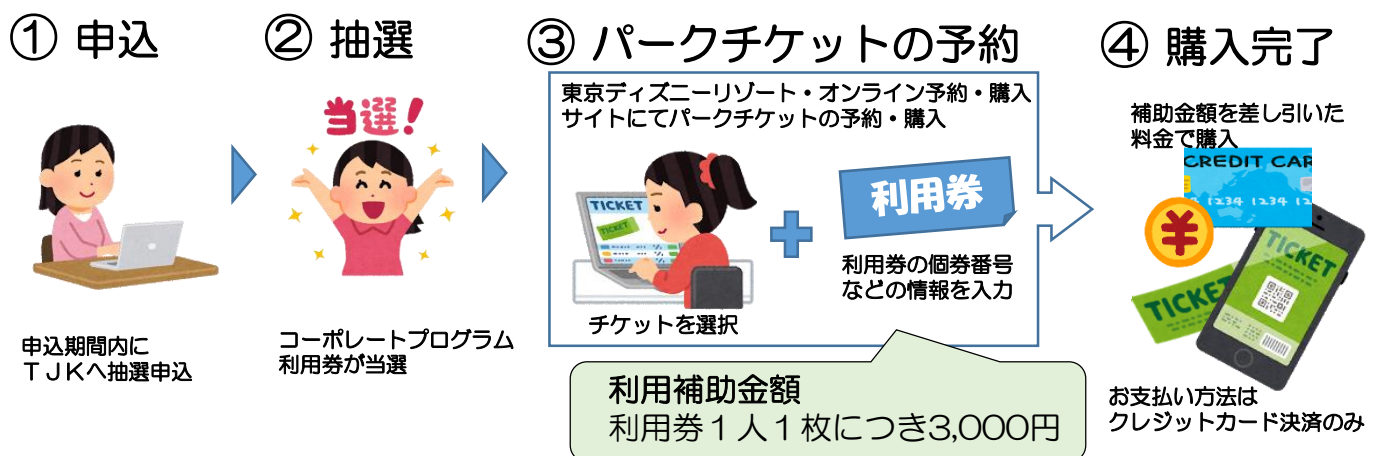 ① 申込
申込期間内に
ＴＪＫへ抽選申込
② 抽選
当選！
コーポレートプログラム
利用券が当選
③ パークチケットの予約
東京ディズニーリゾート・オンライン予約・購入
サイトにてパークチケットの予約・購入
TICKET
TICKET
チケットを選択
利用券
利用券の個券番号
などの情報を入力
利用補助金額
利用券１人１枚につき3,000円
④ 購入完了
補助金額を差し引いた
料金で購入
CREDIT CAR
1234 1234 12
¥
TICKET
TICKET
お支払い方法は
クレジットカード決済のみ